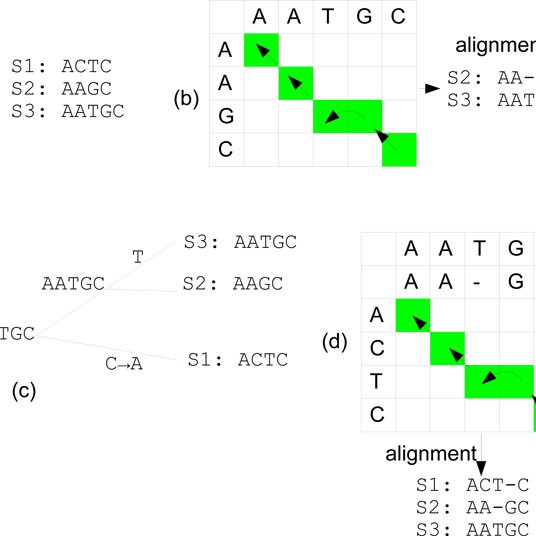 S1: ACTC
S2: AAGC
S3: AATGC
(b)
A A T G C
A
A
G
C
S2: AA-
S3: AAT
T
S3: AATGC
AATGC
S2: AAGC
TGC
C→A
S1: ACTC
(c)
(d)
A A T G
A A - G
A
C
T
C
alignment
S1: ACT-C
S2: AA-GC
S3: AATGC